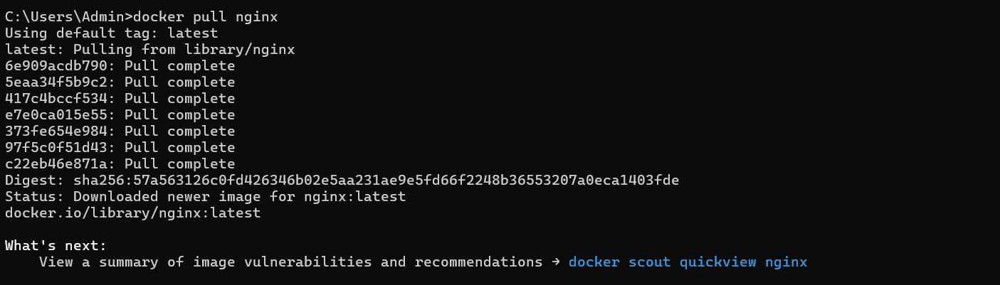 C:\Users\Admin>docker pull nginx
Using default tag: latest
latest: Pulling from library/nginx
6e909acdb790: Pull complete
5eaa34f5b9c2: Pull complete
417c4bccf534: Pull complete
e7e0ca015e55: Pull complete
373fe654e984: Pull complete
97f5c0f51d43: Pull complete
c22eb46e871a: Pull complete
Digest: sha256:57a563126c0fd426346b02e5aa231ae9e5fd66f2248b36553207a0eca1403fde
Status: Downloaded newer image for nginx:latest
docker.io/library/nginx:latest
What's next:
View a summary of image vulnerabilities and recommendations → docker scout quickview nginx